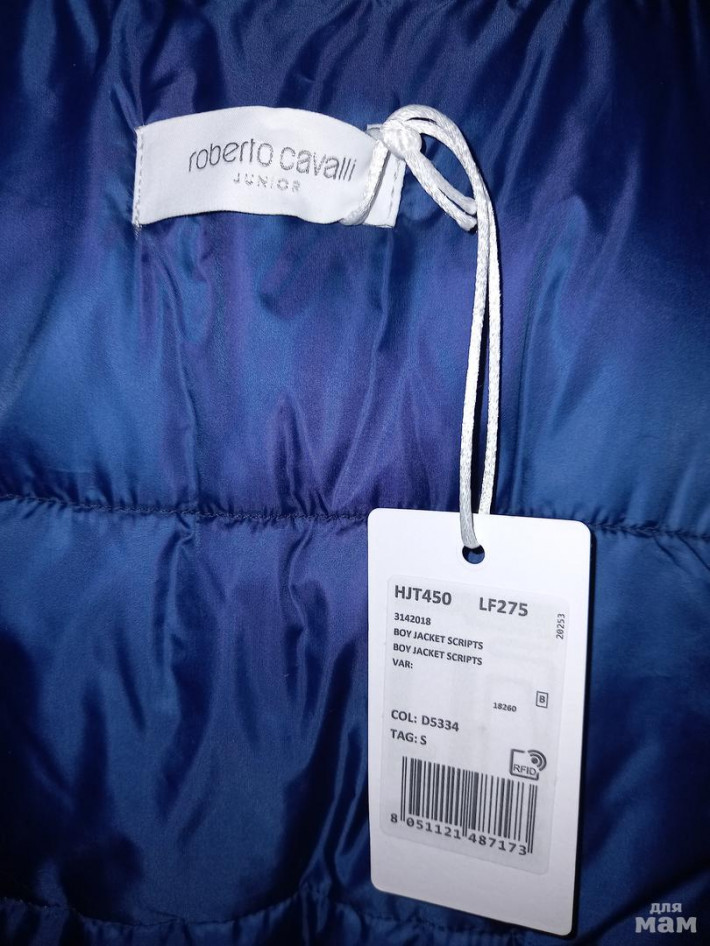 roberto cavalli
JUNIOR
HJT450 LF275
3142018
BOY JACKET SCRIPTS
BOY JACKET SCRIPTS
VAR:
20253
18260 B
COL: D5334
TAG: S
RFID
8 051121 487173
для
мам